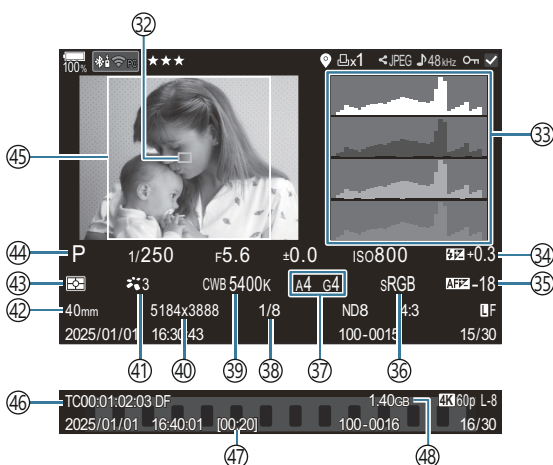 ㉜
100% PC ★★★ x1 JPEG 48kHz
㉝
㊺
㊹ P 1/250 F5.6 ±0.0 ISO800 +0.3 ㉞
㊸ 3 CWB 5400K A4 G4 sRGB AF -18 ㉟
㊷ 40mm 5184x3888 1/8 ND8 4:3 LF
2025/01/01 16:30:43 100-0015 15/30
㊶ ㊵ ㊴ ㊳ ㊲ ㊱
㊻ TC00:01:02:03 DF 1.40GB 4K 60p L-8
2025/01/01 16:40:01 [00:20] 100-0016 16/30
㊼ ㊽